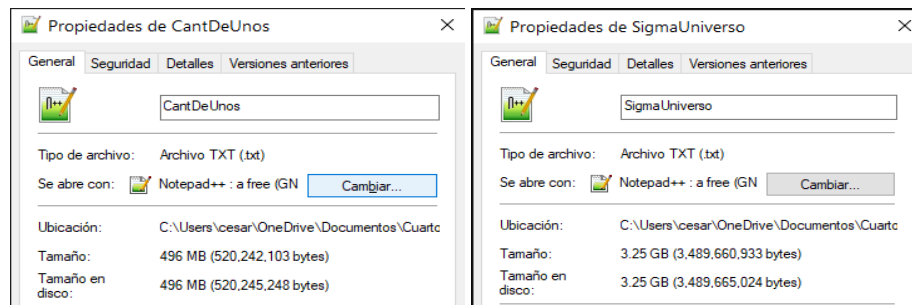 Propiedades de CantDeUnos
General Seguridad Detalles Versiones anteriores
CantDeUnos
Tipo de archivo: Archivo TXT (.txt)
Se abre con: Notepad++ : a free (GN Cambiar...
Ubicación: C:\Users\cesar\OneDrive\Documentos\Cuarto
Tamaño: 496 MB (520,242,103 bytes)
Tamaño en disco: 496 MB (520,245,248 bytes)
Propiedades de SigmaUniverso
General Seguridad Detalles Versiones anteriores
SigmaUniverso
Tipo de archivo: Archivo TXT (.txt)
Se abre con: Notepad++ : a free (GN Cambiar...
Ubicación: C:\Users\cesar\OneDrive\Documentos\Cuarto
Tamaño: 3.25 GB (3,489,660,933 bytes)
Tamaño en disco: 3.25 GB (3,489,665,024 bytes)